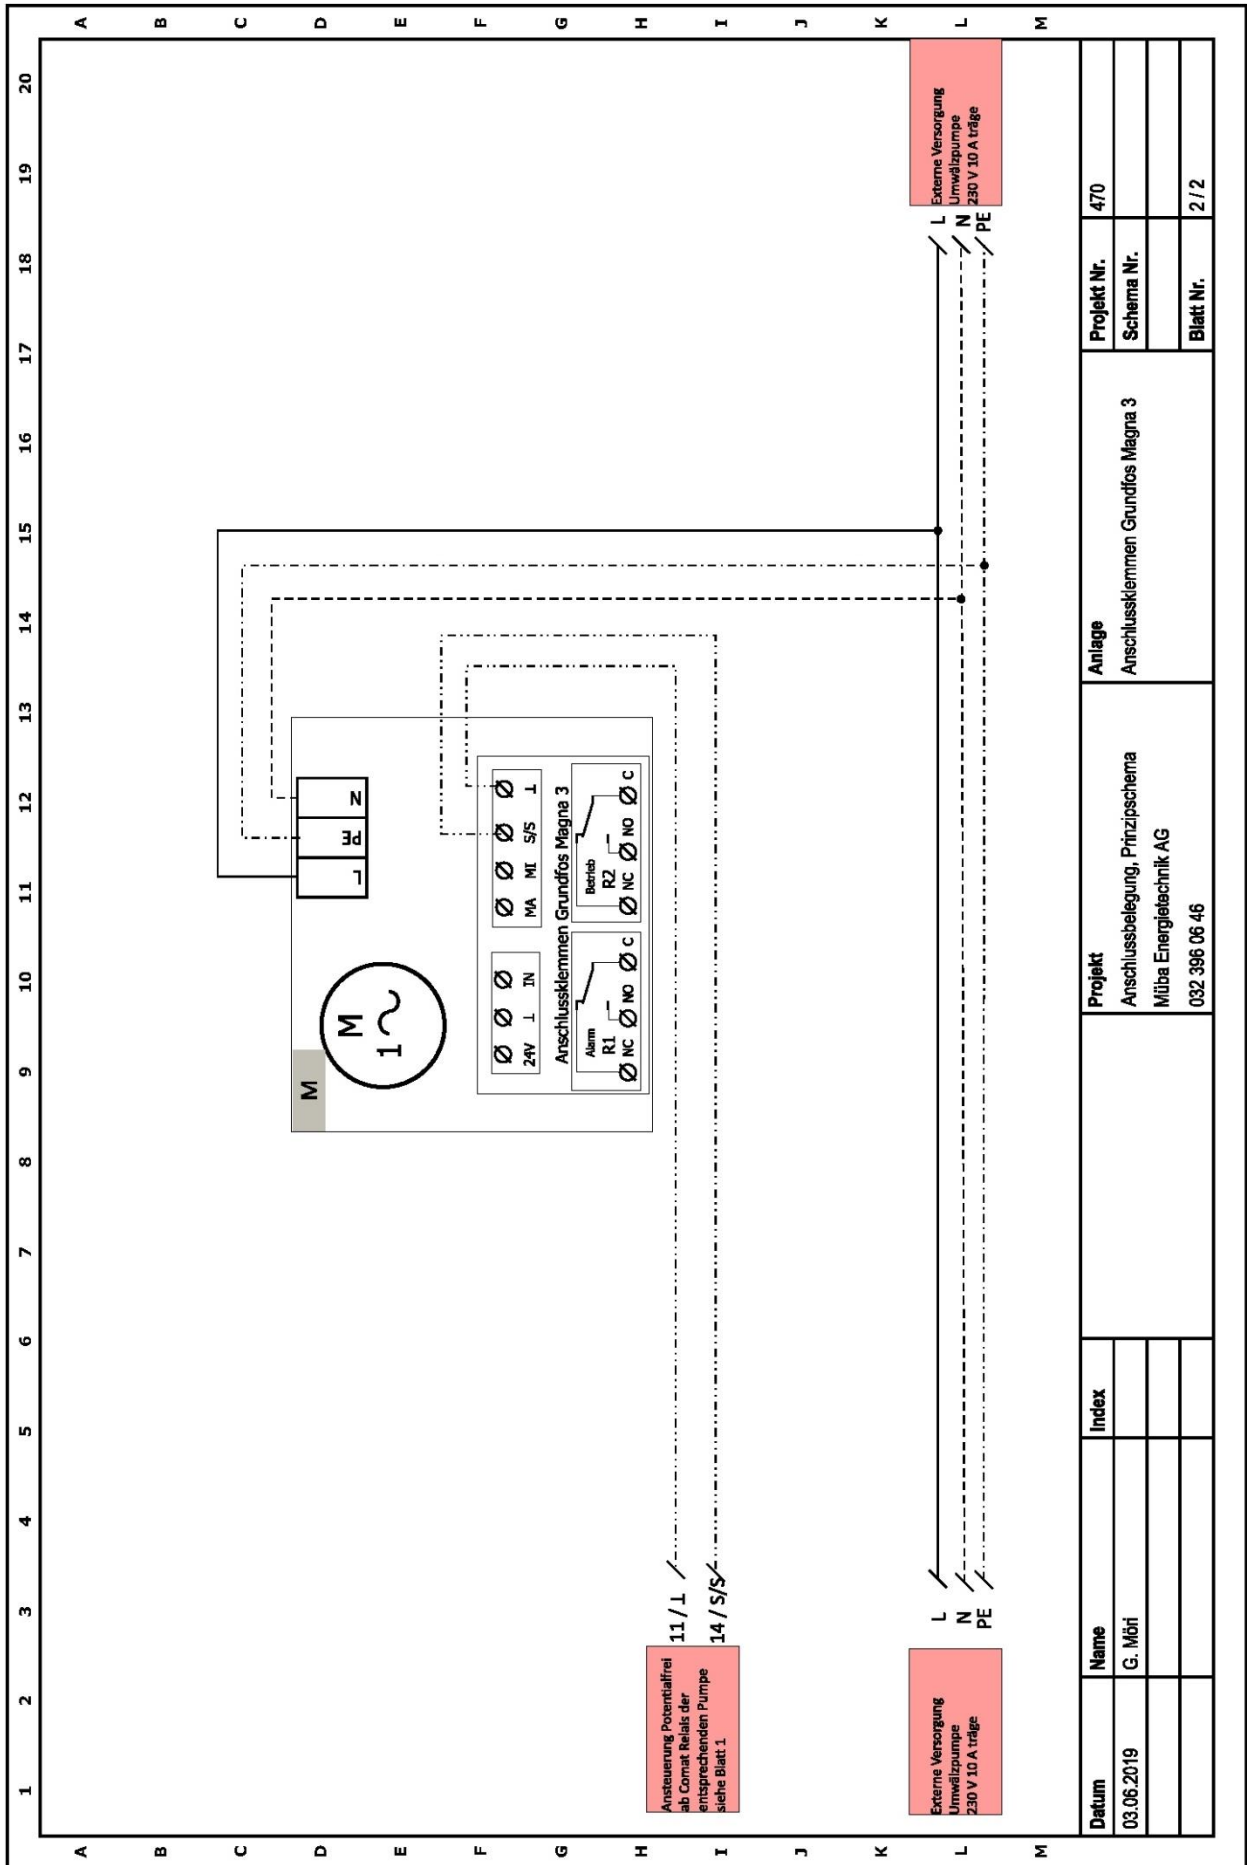 1 2 3 4 5 6 7 8 9 10 11 12 13 14 15 16 17 18 19 20
A
A
B
B
C
C
D
D
E
E
F
F
G
G
H
H
I
I
J
J
K
K
L
L
M
M
M
M
1
L
PE
N
24V
⊥
IN
MA
MI
S/S
⊥
Anschlussklemmen Grundfos Magna 3
Alarm
R1
NC
NO
C
Betrieb
R2
NC
NO
C
Ansteuerung Potentialfrei
ab Comat Relais der
entsprechenden Pumpe
siehe Blatt 1
11 / ⊥
14 / S/S
Externe Versorgung
Umwälzpumpe
230 V 10 A träge
L
N
PE
L
N
PE
Externe Versorgung
Umwälzpumpe
230 V 10 A träge
Datum
Name
Index
Projekt
Anlage
Projekt Nr.
470
03.06.2019
G. Möri
Anschlussbelegung, Prinzipschema
Anschlussklemmen Grundfos Magna 3
Schema Nr.
Müba Energietechnik AG
032 396 06 46
Blatt Nr.
2 / 2